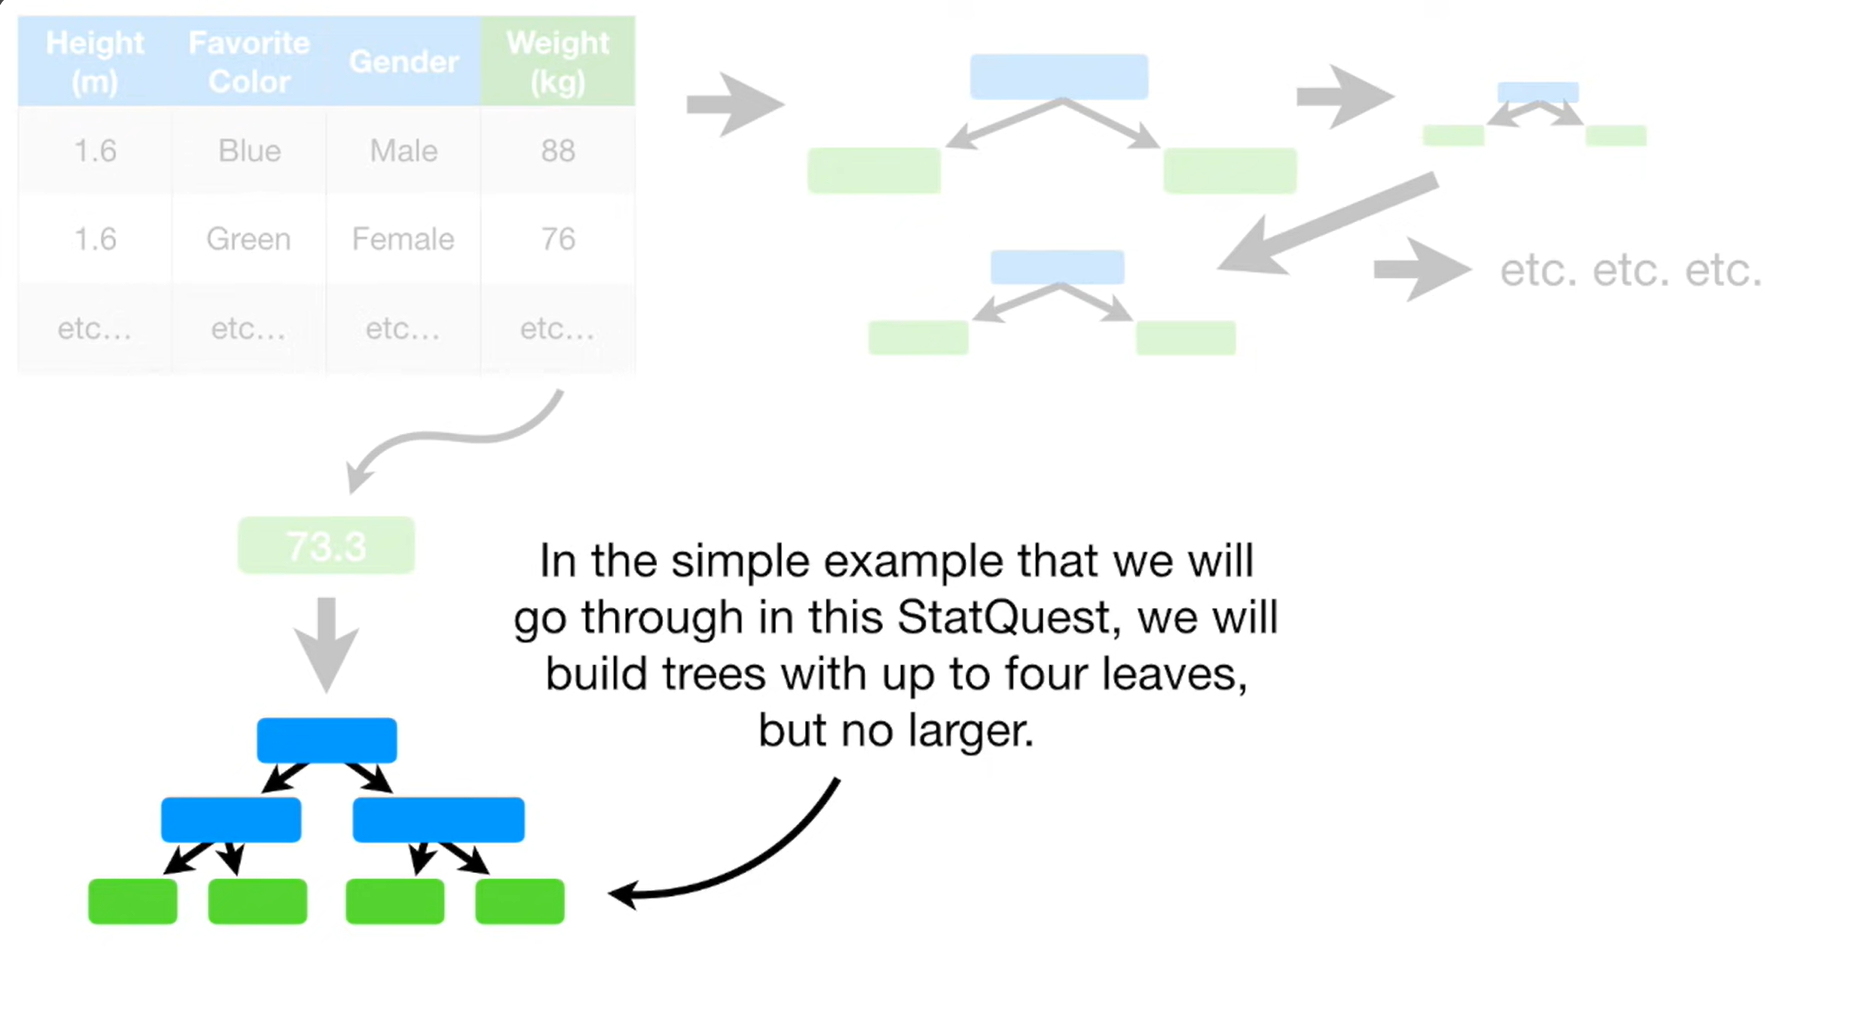 Height (m) Favorite Color Gender Weight (kg)
1.6 Blue Male 88
1.6 Green Female 76
etc... etc... etc... etc...
etc. etc. etc.
73.3
In the simple example that we will
go through in this StatQuest, we will
build trees with up to four leaves,
but no larger.